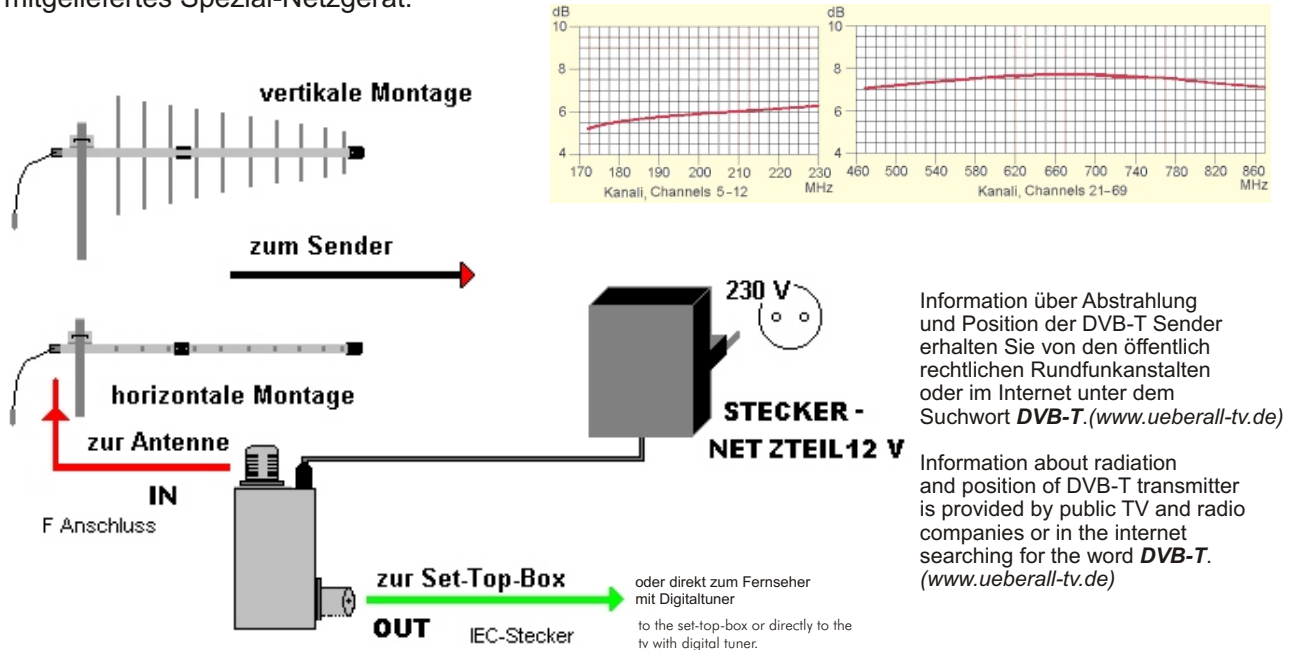 mitgeliefertes Spezial-Netzgerät.
dB
10
8
6
4
170 180 190 200 210 220 230
Kanali, Channels 5-12 MHz
dB
10
8
6
4
460 500 540 580 620 660 700 740 780 820 860
Kanali, Channels 21-69 MHz
vertikale Montage
zum Sender
horizontale Montage
zur Antenne
IN
F Anschluss
230 V
STECKER -
NET ZTEIL12 V
zur Set-Top-Box
OUT
IEC-Stecker
oder direkt zum Fernseher
mit Digitaltuner
to the set-top-box or directly to the
tv with digital tuner.
Information über Abstrahlung
und Position der DVB-T Sender
erhalten Sie von den öffentlich
rechtlichen Rundfunkanstalten
oder im Internet unter dem
Suchwort DVB-T.(www.ueberall-tv.de)
Information about radiation
and position of DVB-T transmitter
is provided by public TV and radio
companies or in the internet
searching for the word DVB-T.
(www.ueberall-tv.de)